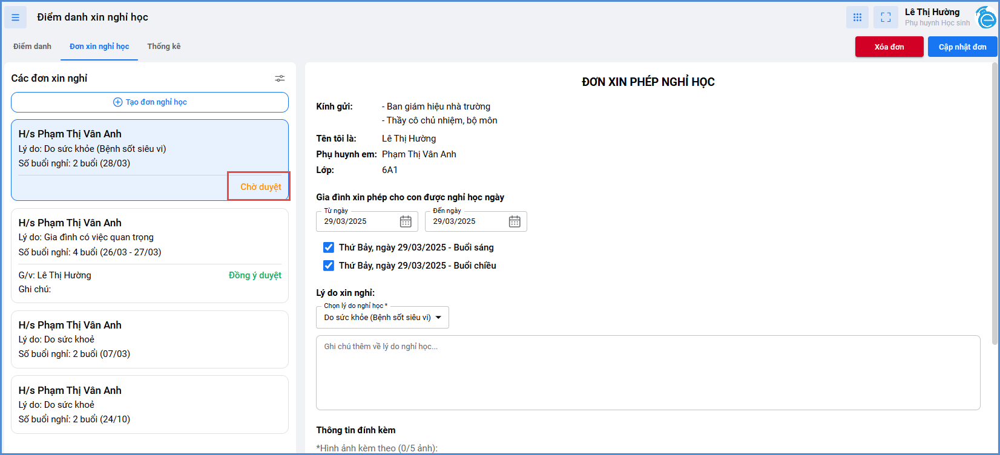 Điểm danh xin nghỉ học
Lê Thị Hường
Phụ huynh Học sinh
Điểm danh
Đơn xin nghỉ học
Thống kê
Xóa đơn
Cập nhật đơn
Các đơn xin nghỉ
Tạo đơn nghỉ học
H/s Phạm Thị Vân Anh
Lý do: Do sức khỏe (Bệnh sốt siêu vi)
Số buổi nghỉ: 2 buổi (28/03)
Chờ duyệt
H/s Phạm Thị Vân Anh
Lý do: Gia đình có việc quan trọng
Số buổi nghỉ: 4 buổi (26/03 - 27/03)
G/v: Lê Thị Hường
Đồng ý duyệt
Ghi chú:
H/s Phạm Thị Vân Anh
Lý do: Do sức khoẻ
Số buổi nghỉ: 2 buổi (07/03)
H/s Phạm Thị Vân Anh
Lý do: Do sức khoẻ
Số buổi nghỉ: 2 buổi (24/10)
ĐƠN XIN PHÉP NGHỈ HỌC
Kính gửi: - Ban giám hiệu nhà trường
- Thầy cô chủ nhiệm, bộ môn
Tên tôi là: Lê Thị Hường
Phụ huynh em: Phạm Thị Vân Anh
Lớp: 6A1
Gia đình xin phép cho con được nghỉ học ngày
Từ ngày
29/03/2025
Đến ngày
29/03/2025
Thứ Bảy, ngày 29/03/2025 - Buổi sáng
Thứ Bảy, ngày 29/03/2025 - Buổi chiều
Lý do xin nghỉ:
Chọn lý do nghỉ học *
Do sức khỏe (Bệnh sốt siêu vi)
Ghi chú thêm về lý do nghỉ học...
Thông tin đính kèm
*Hình ảnh kèm theo (0/5 ảnh):